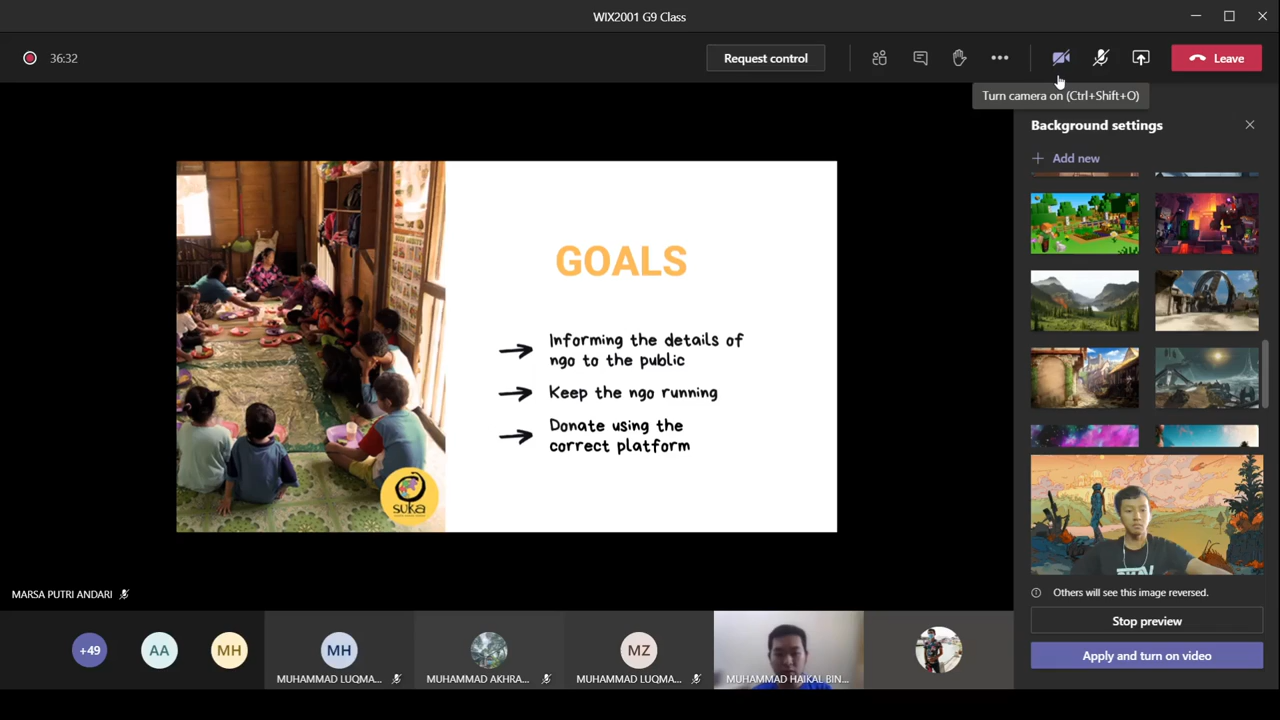 WIX2001 G9 Class
36:32
Request control
Leave
Turn camera on (Ctrl+Shift+O)
Background settings
Add new
GOALS
Informing the details of
ngo to the public
Keep the ngo running
Donate using the
correct platform
suka
MARSA PUTRI ANDARI
Others will see this image reversed.
Stop preview
Apply and turn on video
+49
AA
MH
MH
MUHAMMAD LUQMA...
MUHAMMAD AKHRA...
MZ
MUHAMMAD LUQMA...
MUHAMMAD HAIKAL BIN...